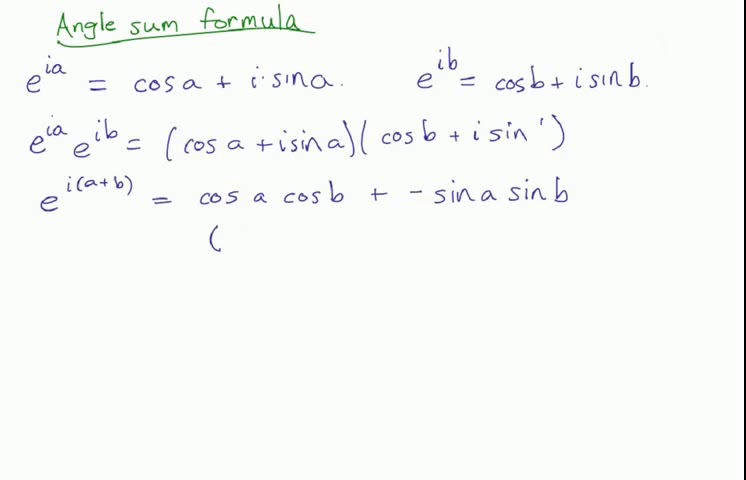 Angle sum formula
e^{ia} = cos a + i·sin a. e^{ib} = cos b + i sin b.
e^{ia} e^{ib} = (cos a + i sin a)(cos b + i sin ')
e^{i(a+b)} = cos a cos b + - sin a sin b
(